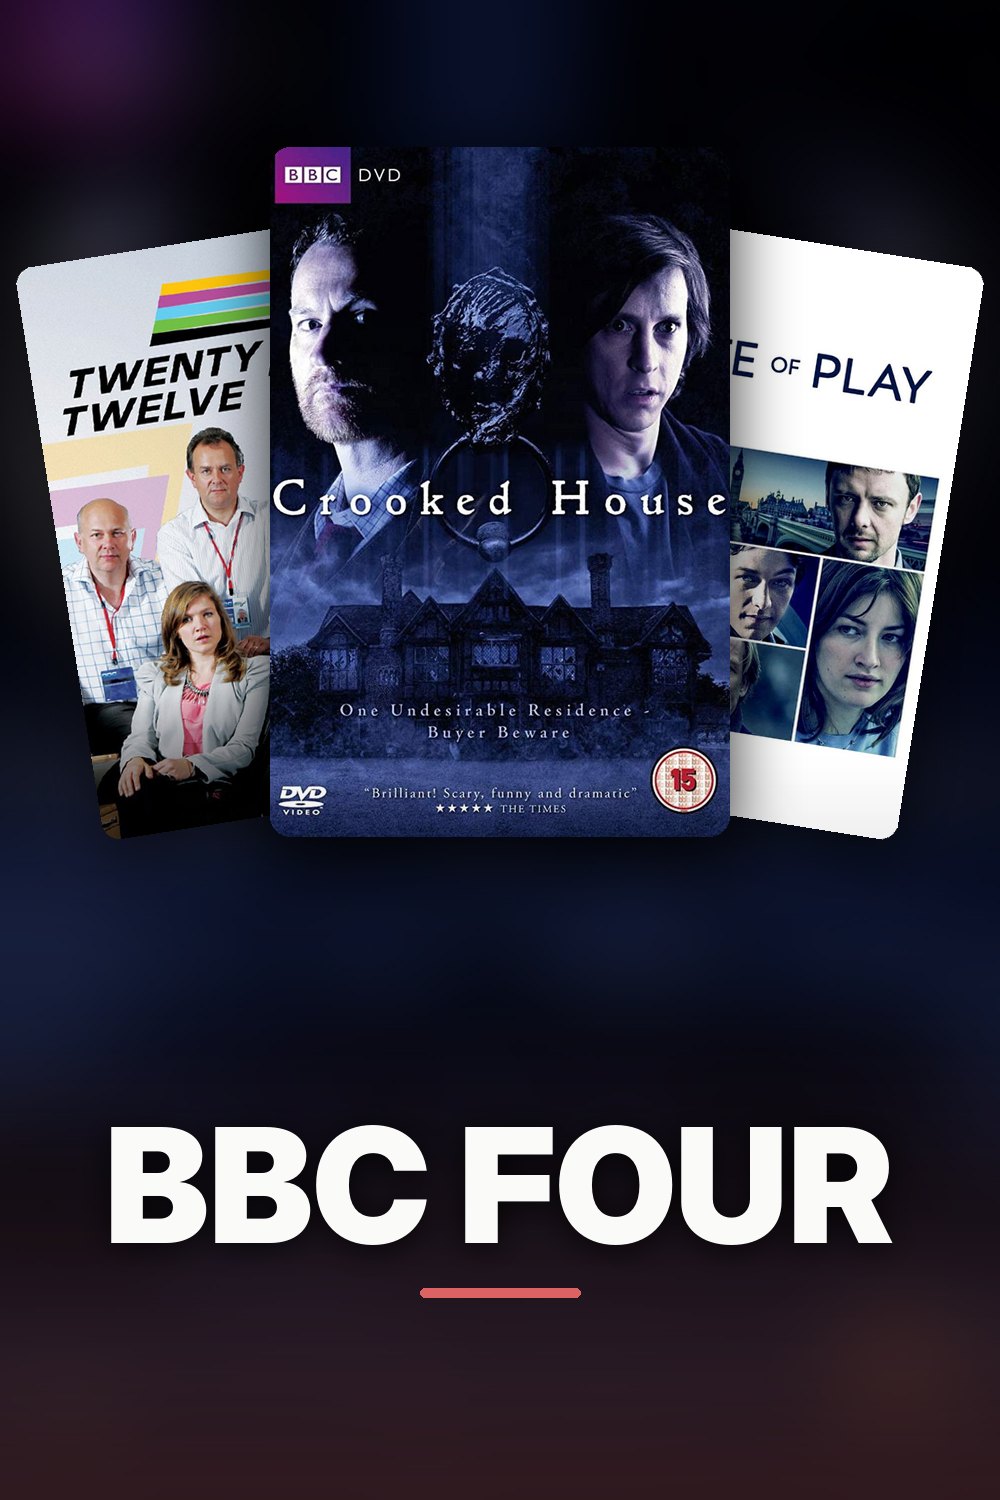 BBC DVD
TWENTY
TWELVE
Crooked House
One Undesirable Residence -
Buyer Beware
DVD
VIDEO
"Brilliant! Scary, funny and dramatic"
★★★★★ THE TIMES
15
TE OF PLAY
BBC FOUR